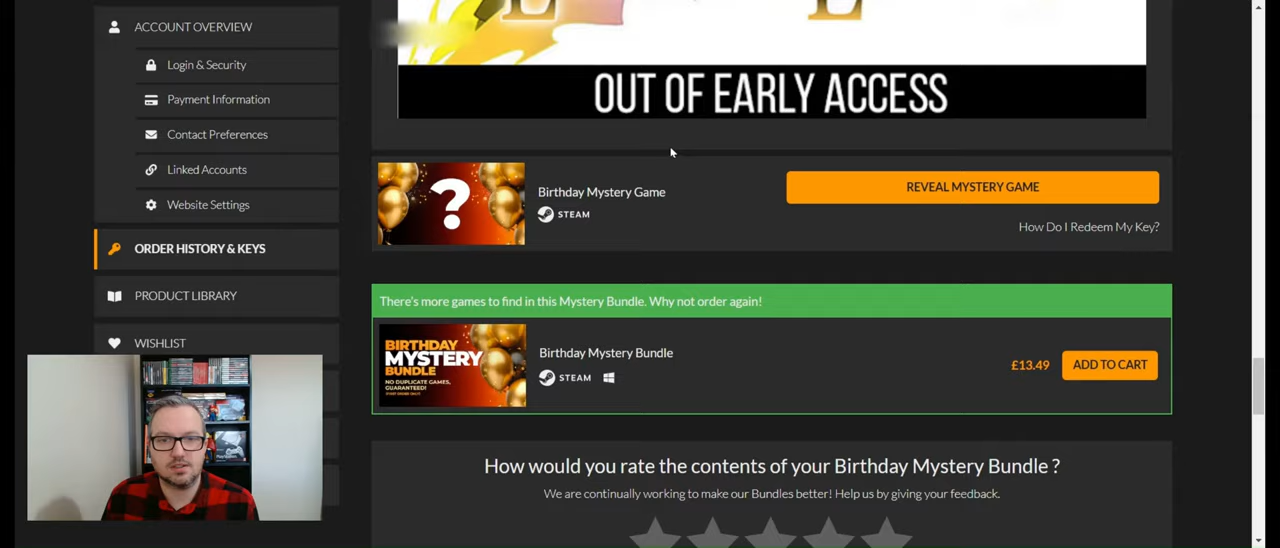 ACCOUNT OVERVIEW
Login & Security
Payment Information
Contact Preferences
Linked Accounts
Website Settings
ORDER HISTORY & KEYS
PRODUCT LIBRARY
WISHLIST
OUT OF EARLY ACCESS
?
Birthday Mystery Game
STEAM
REVEAL MYSTERY GAME
How Do I Redeem My Key?
There's more games to find in this Mystery Bundle. Why not order again!
BIRTHDAY
MYSTERY
BUNDLE
NO DUPLICATE GAMES,
GUARANTEED!
Birthday Mystery Bundle
STEAM
£13.49
ADD TO CART
How would you rate the contents of your Birthday Mystery Bundle ?
We are continually working to make our Bundles better! Help us by giving your feedback.